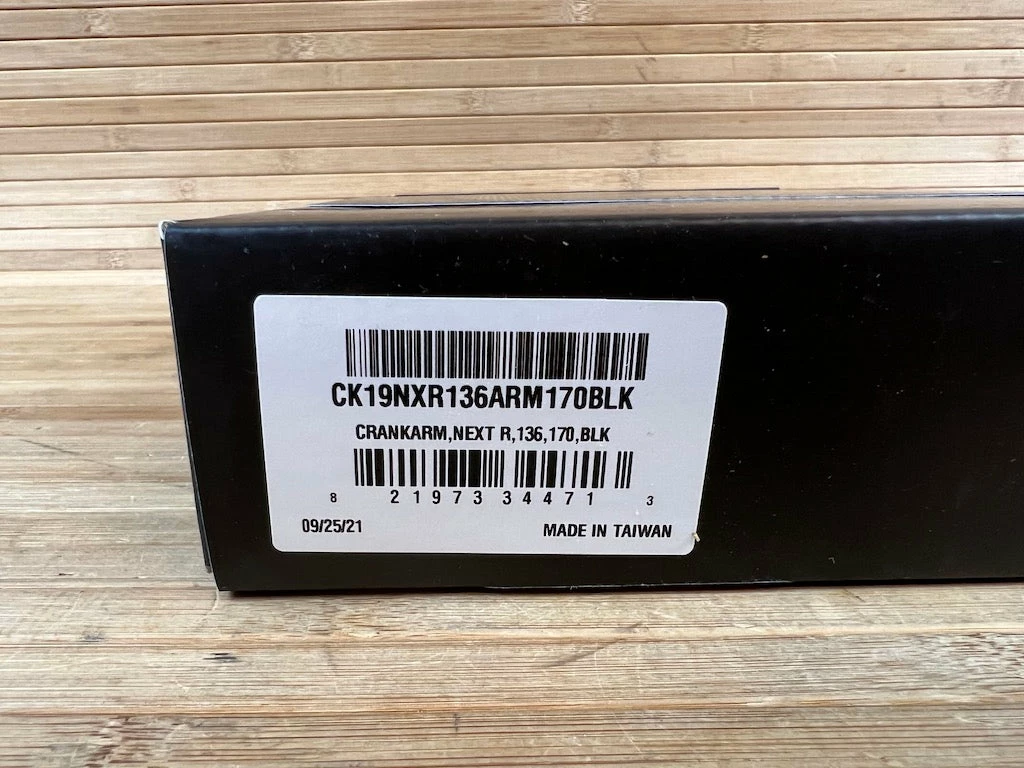 CK19NXR136ARM170BLK
CRANKARM,NEXT R,136,170,BLK
8 21973 34471 3
09/25/21 MADE IN TAIWAN